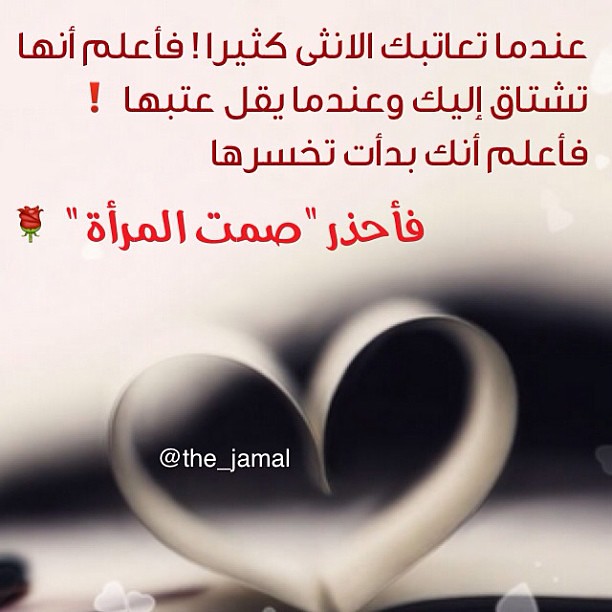 عندما تعاتبك الانثى كثيرا! فأعلم أنها
تشتاق إليك وعندما يقل عتبها ❗
فأعلم أنك بدأت تخسرها
فأحذر "صمت المرأة" 🌹
@the_jamal